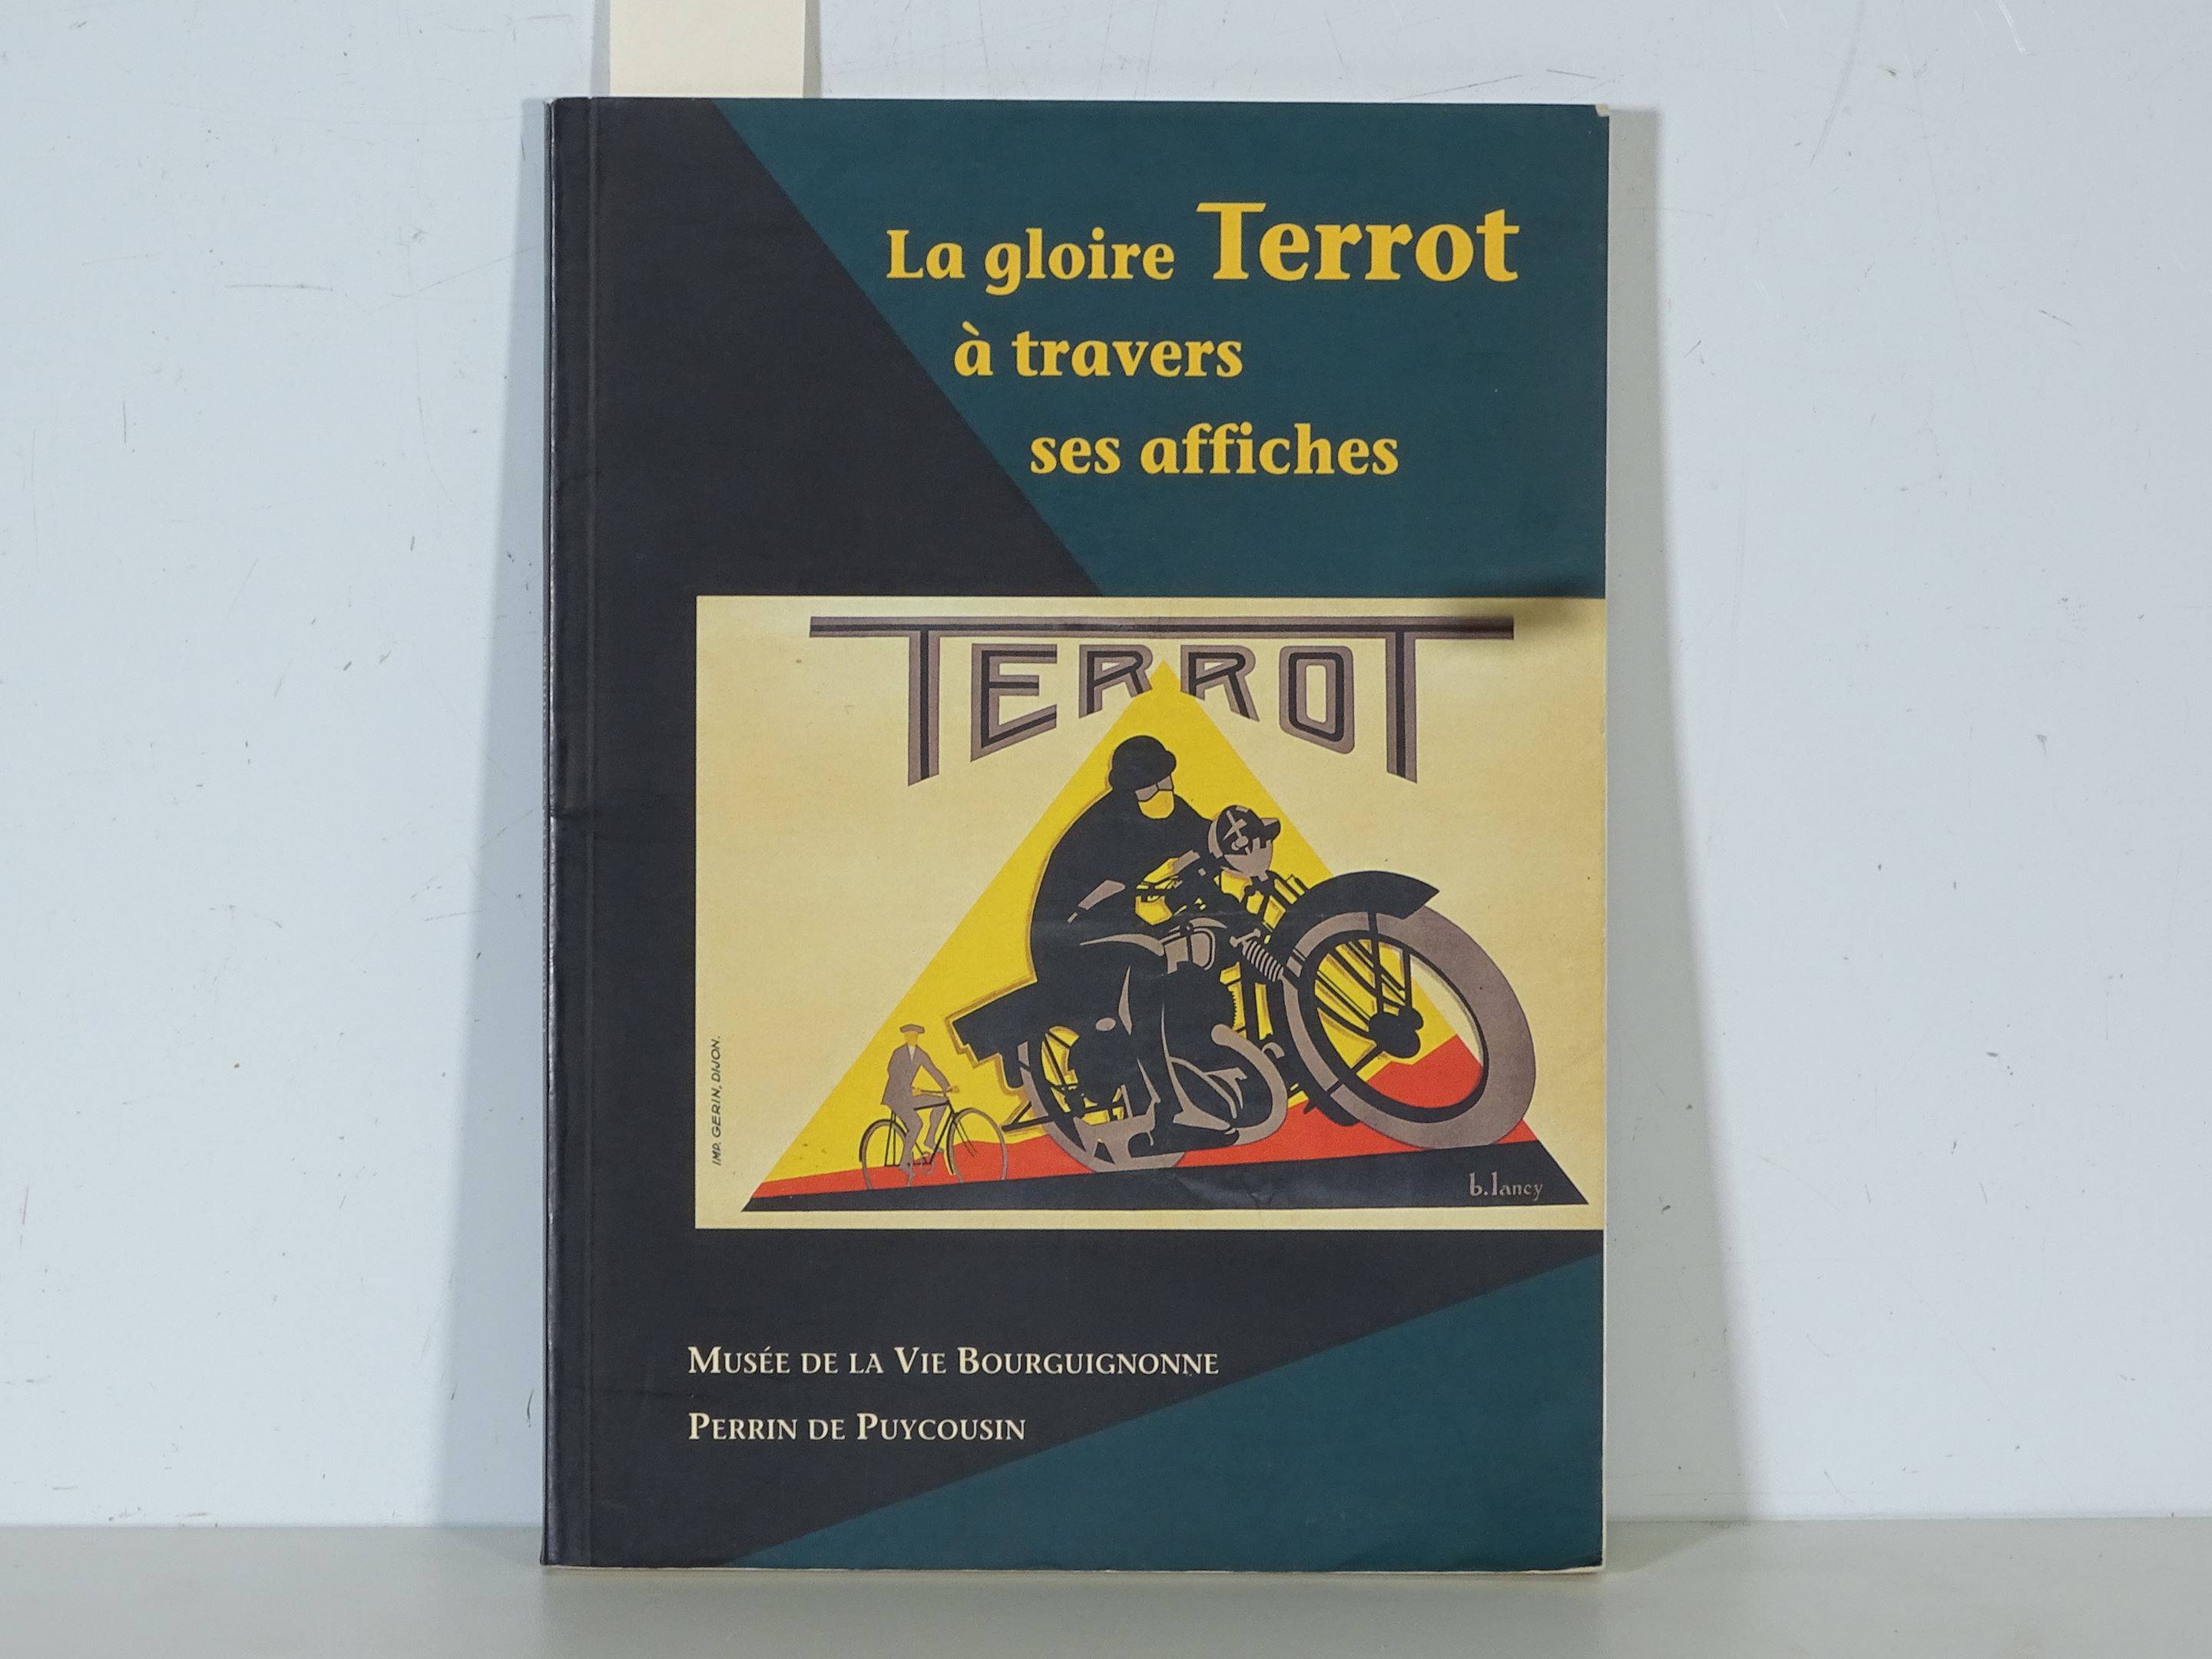 La gloire Terrot
à travers
ses affiches
TERROT
IMP. GERIN, DIJON.
b. lancy
MUSÉE DE LA VIE BOURGUIGNONNE
PERRIN DE PUYCOUSIN